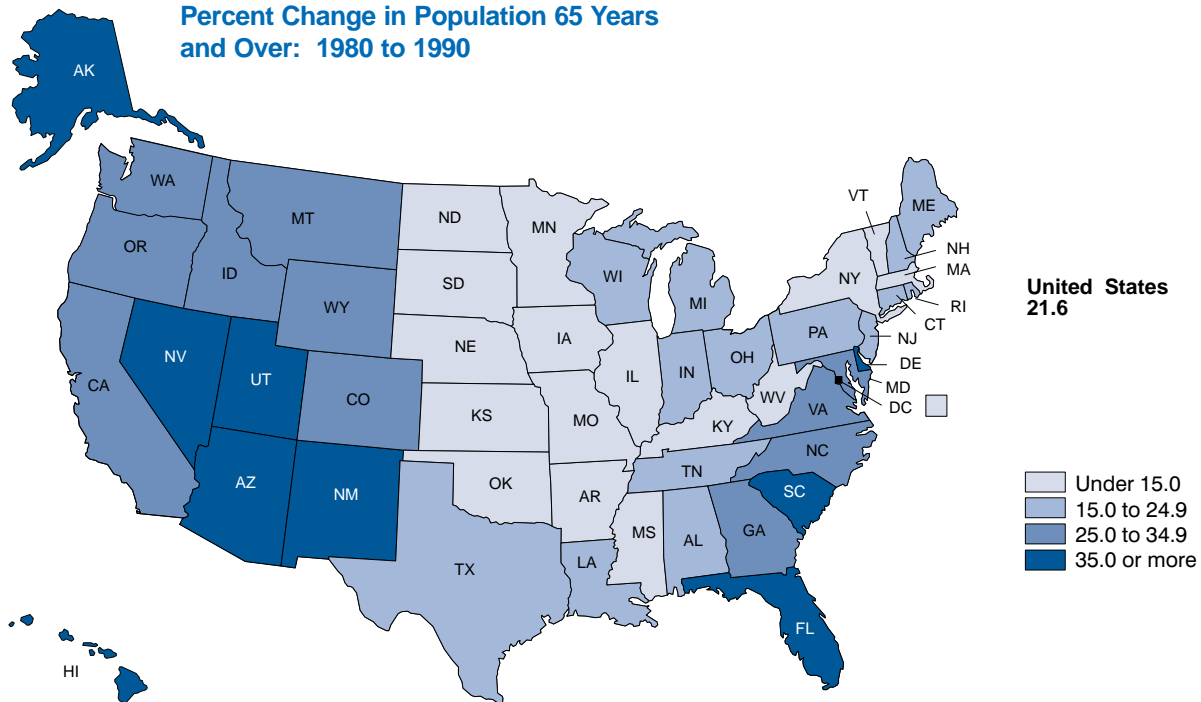 Percent Change in Population 65 Years
and Over: 1980 to 1990
AK
WA
MT
ND
MN
VT
ME
OR
ID
WY
SD
WI
MI
NY
NH
MA
RI
CT
United States
21.6
NV
UT
CO
NE
IA
IL
IN
OH
PA
NJ
DE
MD
DC
CA
KS
MO
KY
WV
VA
AZ
NM
OK
AR
TN
NC
SC
TX
LA
MS
AL
GA
FL
HI
Under 15.0
15.0 to 24.9
25.0 to 34.9
35.0 or more